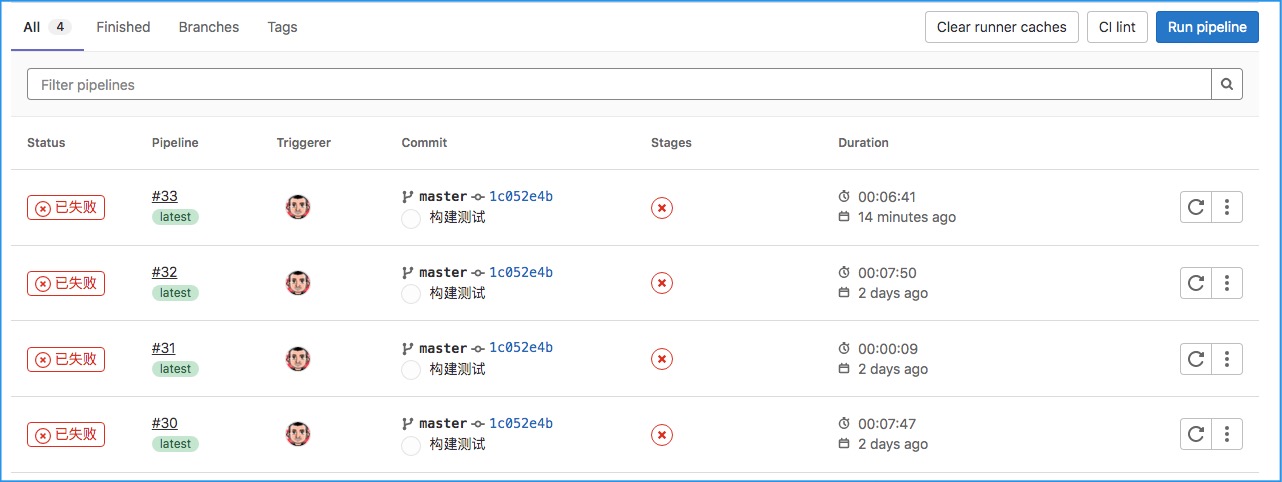 All 4 Finished Branches Tags Clear runner caches CI lint Run pipeline
Filter pipelines
Status Pipeline Triggerer Commit Stages Duration
已失败 #33 master 1c052e4b 00:06:41
latest 构建测试 14 minutes ago
已失败 #32 master 1c052e4b 00:07:50
latest 构建测试 2 days ago
已失败 #31 master 1c052e4b 00:00:09
latest 构建测试 2 days ago
已失败 #30 master 1c052e4b 00:07:47
latest 构建测试 2 days ago